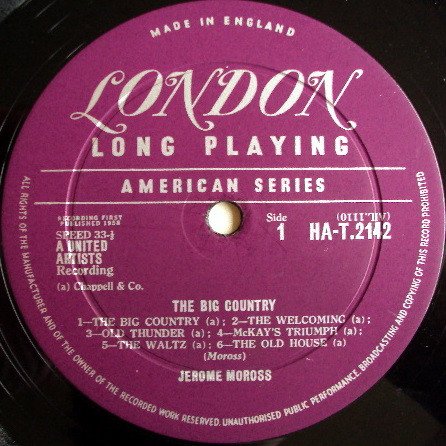 MADE IN ENGLAND
LONDON
LONG PLAYING
AMERICAN SERIES
RECORDING FIRST
PUBLISHED 1958
SPEED 33⅓
A UNITED
ARTISTS
Recording
(a) Chappell & Co.
Side
1
(0111"VII)
HA-T.2142
THE BIG COUNTRY
1—THE BIG COUNTRY (a); 2—THE WELCOMING (a);
3—OLD THUNDER (a); 4—McKAY'S TRIUMPH (a);
5—THE WALTZ (a); 6—THE OLD HOUSE (a)
(Moross)
JEROME MOROSS
ALL RIGHTS OF THE MANUFACTURER AND OF THE OWNER OF THE RECORDED WORK RESERVED. UNAUTHORISED PUBLIC PERFORMANCE, BROADCASTING AND COPYING OF THIS RECORD PROHIBITED